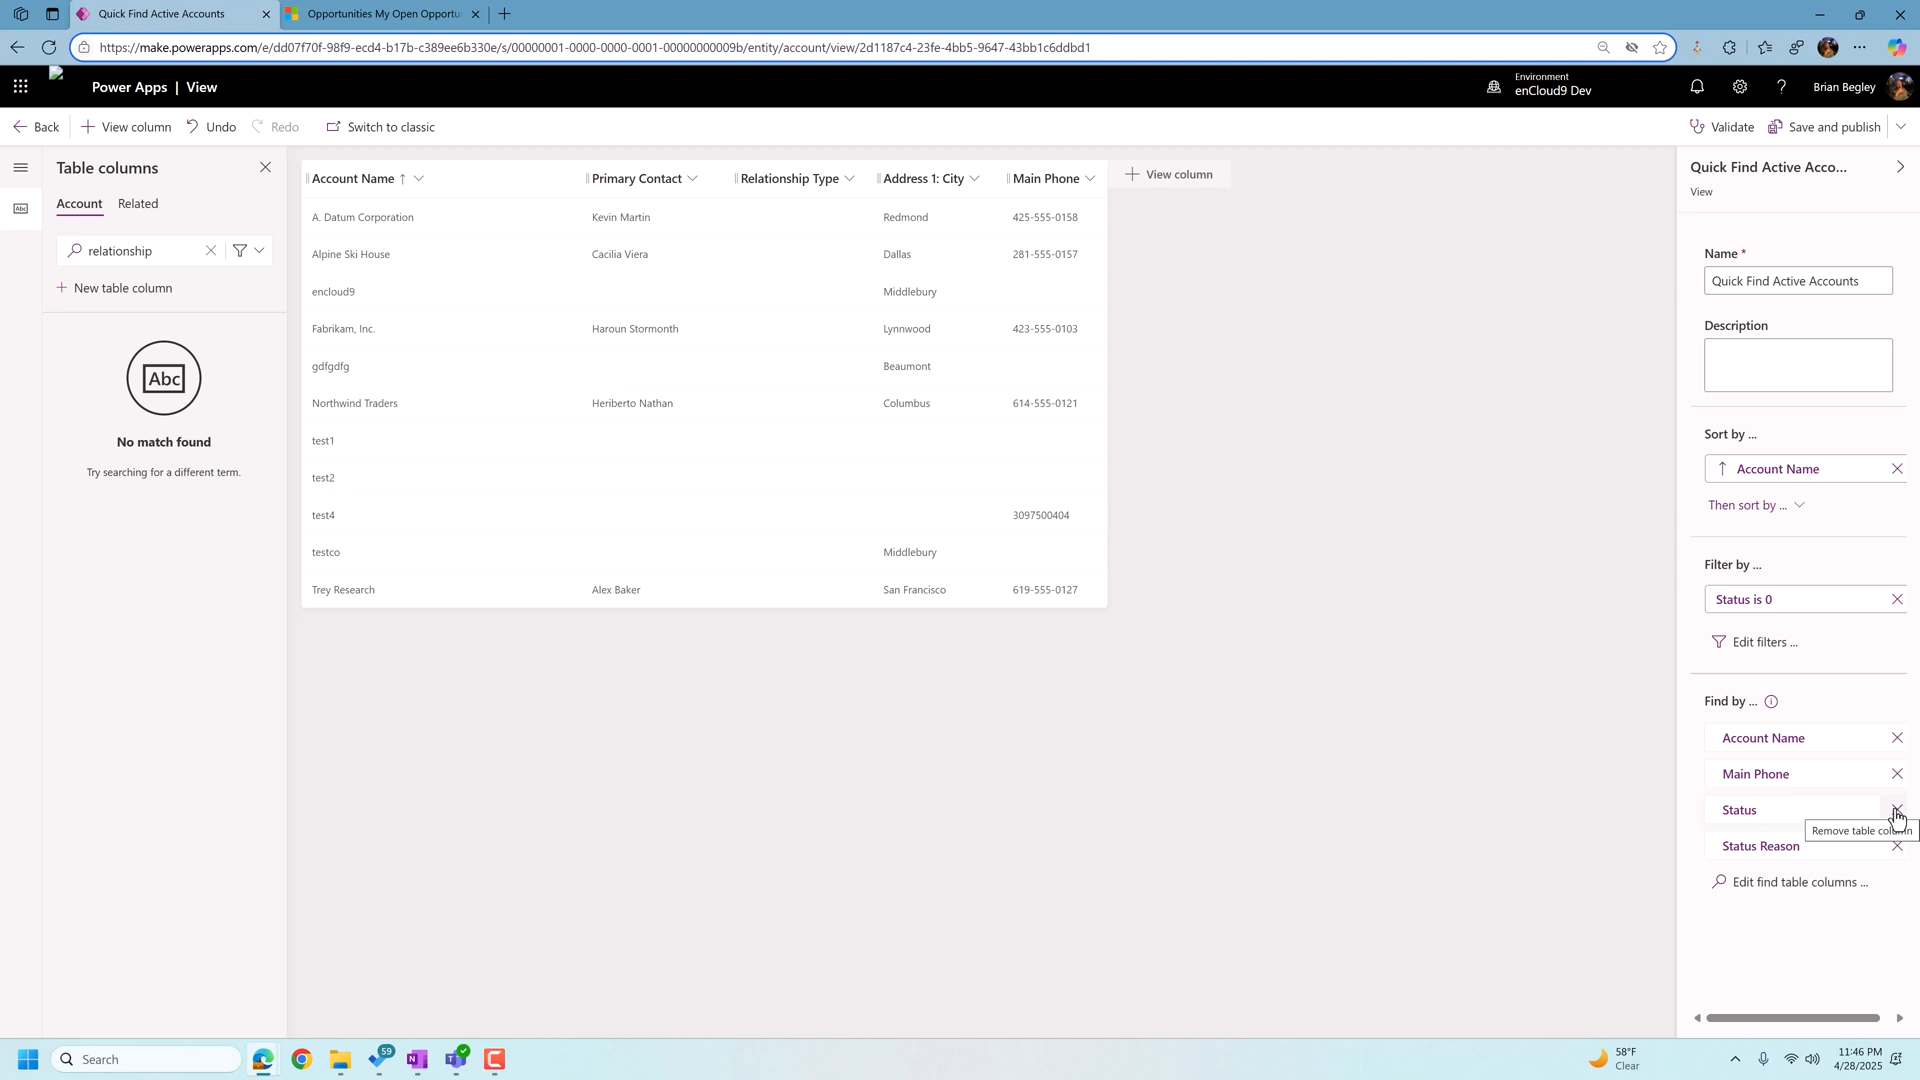 Quick Find Active Accounts
Opportunities My Open Opportu
https://make.powerapps.com/e/dd07f70f-98f9-ecd4-b17b-c389ee6b330e/s/00000001-0000-0000-0001-00000000009b/entity/account/view/2d1187c4-23fe-4bb5-9647-43bb1c6ddbd1
Power Apps | View
Environment
enCloud9 Dev
Brian Begley
Back
View column
Undo
Redo
Switch to classic
Validate
Save and publish
Table columns
Account
Related
relationship
New table column
Abc
No match found
Try searching for a different term.
Account Name
Primary Contact
Relationship Type
Address 1: City
Main Phone
View column
A. Datum Corporation Kevin Martin Redmond 425-555-0158
Alpine Ski House Cacilia Viera Dallas 281-555-0157
encloud9 Middlebury
Fabrikam, Inc. Haroun Stormonth Lynnwood 423-555-0103
gdfgdfg Beaumont
Northwind Traders Heriberto Nathan Columbus 614-555-0121
test1
test2
test4 3097500404
testco Middlebury
Trey Research Alex Baker San Francisco 619-555-0127
Quick Find Active Acco...
View
Name *
Quick Find Active Accounts
Description
Sort by ...
Account Name
Then sort by ...
Filter by ...
Status is 0
Edit filters ...
Find by ...
Account Name
Main Phone
Status
Remove table column
Status Reason
Edit find table columns ...
Search
59
58°F
Clear
11:46 PM
4/28/2025